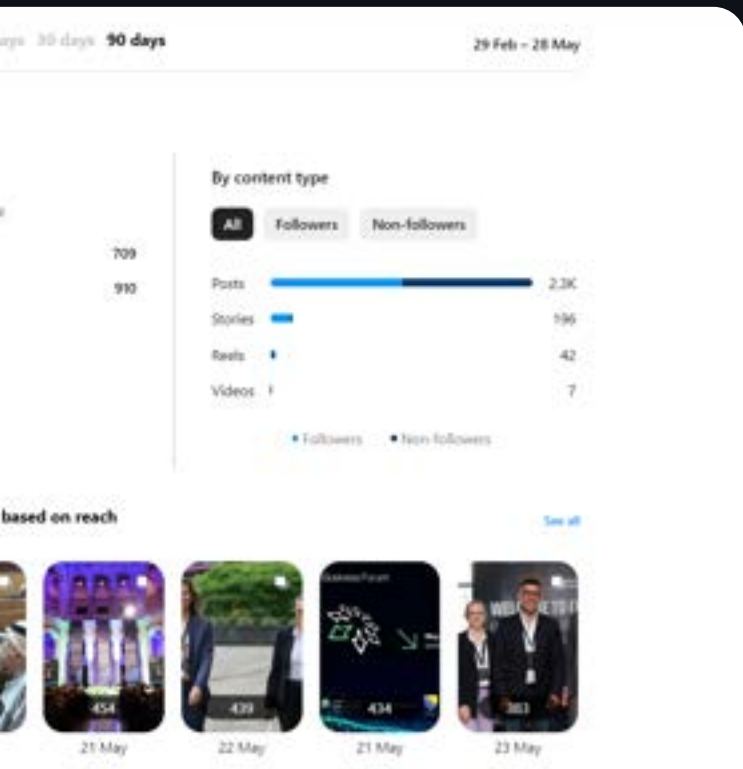 30 days 90 days
29 Feb – 28 May
By content type
All Followers Non-followers
709
910
Posts 2.3K
Stories 196
Reels 42
Videos 7
Followers Non-followers
based on reach
See all
454
439
434
383
21 May
22 May
21 May
23 May